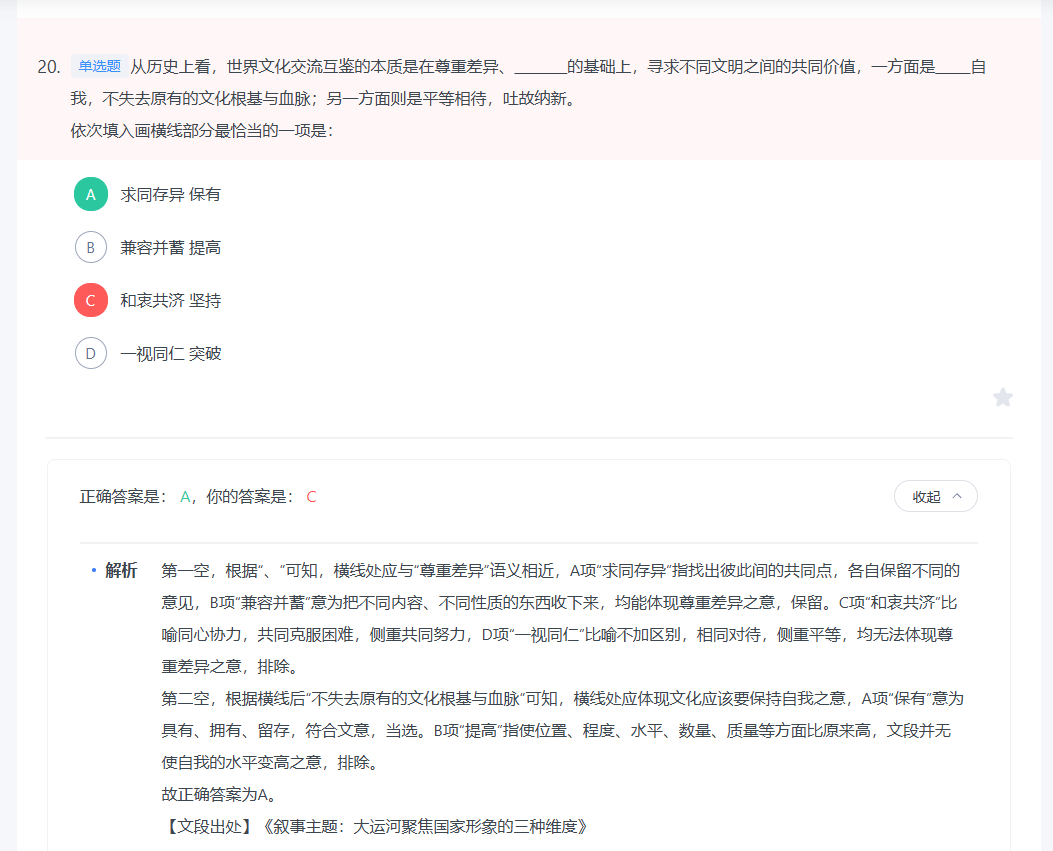 20. 单选题 从历史上看，世界文化交流互鉴的本质是在尊重差异、_______的基础上，寻求不同文明之间的共同价值，一方面是_____自
我，不失去原有的文化根基与血脉；另一方面则是平等相待，吐故纳新。
依次填入画横线部分最恰当的一项是：
A 求同存异 保有
B 兼容并蓄 提高
C 和衷共济 坚持
D 一视同仁 突破
正确答案是： A，你的答案是： C
收起
解析 第一空，根据“、”可知，横线处应与“尊重差异”语义相近，A项“求同存异”指找出彼此间的共同点，各自保留不同的
意见，B项“兼容并蓄”意为把不同内容、不同性质的东西收下来，均能体现尊重差异之意，保留。C项“和衷共济”比
喻同心协力，共同克服困难，侧重共同努力，D项“一视同仁”比喻不加区别，相同对待，侧重平等，均无法体现尊
重差异之意，排除。
第二空，根据横线后“不失去原有的文化根基与血脉”可知，横线处应体现文化应该要保持自我之意，A项“保有”意为
具有、拥有、留存，符合文意，当选。B项“提高”指使位置、程度、水平、数量、质量等方面比原来高，文段并无
使自我的水平变高之意，排除。
故正确答案为A。
【文段出处】《叙事主题：大运河聚焦国家形象的三种维度》